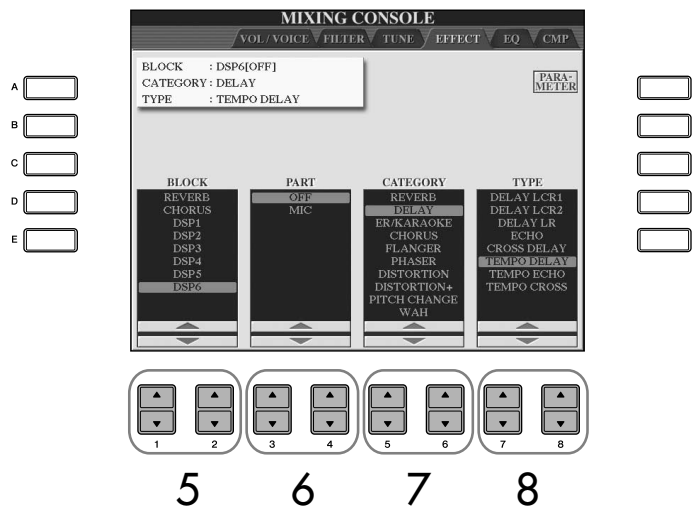 MIXING CONSOLE
VOL / VOICE FILTER TUNE EFFECT EQ CMP
BLOCK : DSP6[OFF]
CATEGORY : DELAY
TYPE : TEMPO DELAY
PARA-
METER
A
B
C
D
E
BLOCK PART CATEGORY TYPE
REVERB OFF REVERB DELAY LCR1
CHORUS MIC DELAY DELAY LCR2
DSP1 ER/KARAOKE DELAY LR
DSP2 CHORUS ECHO
DSP3 FLANGER CROSS DELAY
DSP4 PHASER TEMPO DELAY
DSP5 DISTORTION TEMPO ECHO
DSP6 DISTORTION+ TEMPO CROSS
PITCH CHANGE
WAH
1 2 3 4 5 6 7 8
5 6 7 8